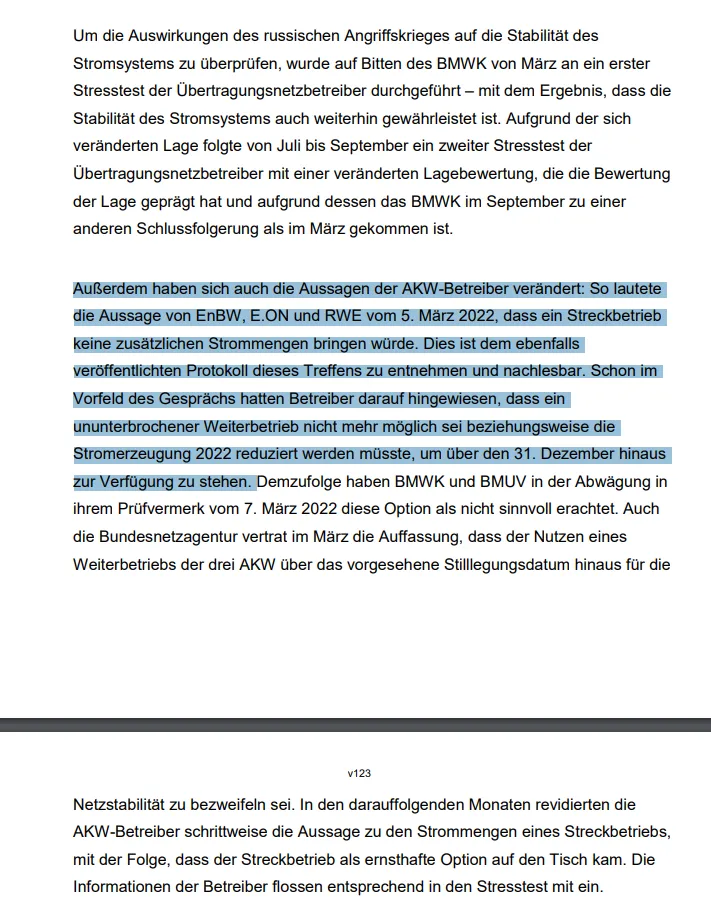 Um die Auswirkungen des russischen Angriffskrieges auf die Stabilität des
Stromsystems zu überprüfen, wurde auf Bitten des BMWK von März an ein erster
Stresstest der Übertragungsnetzbetreiber durchgeführt – mit dem Ergebnis, dass die
Stabilität des Stromsystems auch weiterhin gewährleistet ist. Aufgrund der sich
veränderten Lage folgte von Juli bis September ein zweiter Stresstest der
Übertragungsnetzbetreiber mit einer veränderten Lagebewertung, die die Bewertung
der Lage geprägt hat und aufgrund dessen das BMWK im September zu einer
anderen Schlussfolgerung als im März gekommen ist.
Außerdem haben sich auch die Aussagen der AKW-Betreiber verändert: So lautete
die Aussage von EnBW, E.ON und RWE vom 5. März 2022, dass ein Streckbetrieb
keine zusätzlichen Strommengen bringen würde. Dies ist dem ebenfalls
veröffentlichten Protokoll dieses Treffens zu entnehmen und nachlesbar. Schon im
Vorfeld des Gesprächs hatten Betreiber darauf hingewiesen, dass ein
ununterbrochener Weiterbetrieb nicht mehr möglich sei beziehungsweise die
Stromerzeugung 2022 reduziert werden müsste, um über den 31. Dezember hinaus
zur Verfügung zu stehen. Demzufolge haben BMWK und BMUV in der Abwägung in
ihrem Prüfvermerk vom 7. März 2022 diese Option als nicht sinnvoll erachtet. Auch
die Bundesnetzagentur vertrat im März die Auffassung, dass der Nutzen eines
Weiterbetriebs der drei AKW über das vorgesehene Stilllegungsdatum hinaus für die
v123
Netzstabilität zu bezweifeln sei. In den darauffolgenden Monaten revidierten die
AKW-Betreiber schrittweise die Aussage zu den Strommengen eines Streckbetriebs,
mit der Folge, dass der Streckbetrieb als ernsthafte Option auf den Tisch kam. Die
Informationen der Betreiber flossen entsprechend in den Stresstest mit ein.